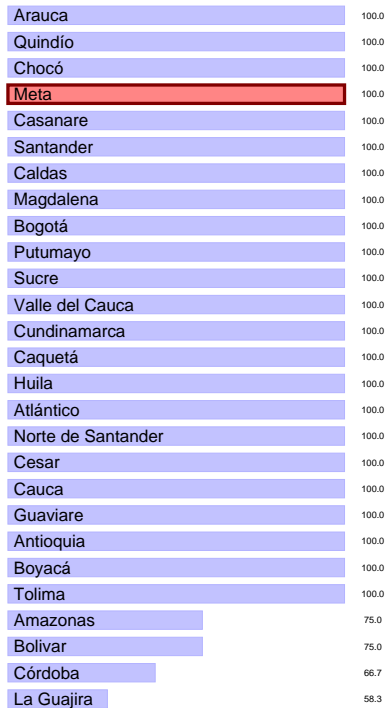 Arauca 100.0
Quindío 100.0
Chocó 100.0
Meta 100.0
Casanare 100.0
Santander 100.0
Caldas 100.0
Magdalena 100.0
Bogotá 100.0
Putumayo 100.0
Sucre 100.0
Valle del Cauca 100.0
Cundinamarca 100.0
Caquetá 100.0
Huila 100.0
Atlántico 100.0
Norte de Santander 100.0
Cesar 100.0
Cauca 100.0
Guaviare 100.0
Antioquia 100.0
Boyacá 100.0
Tolima 100.0
Amazonas 75.0
Bolivar 75.0
Córdoba 66.7
La Guajira 58.3